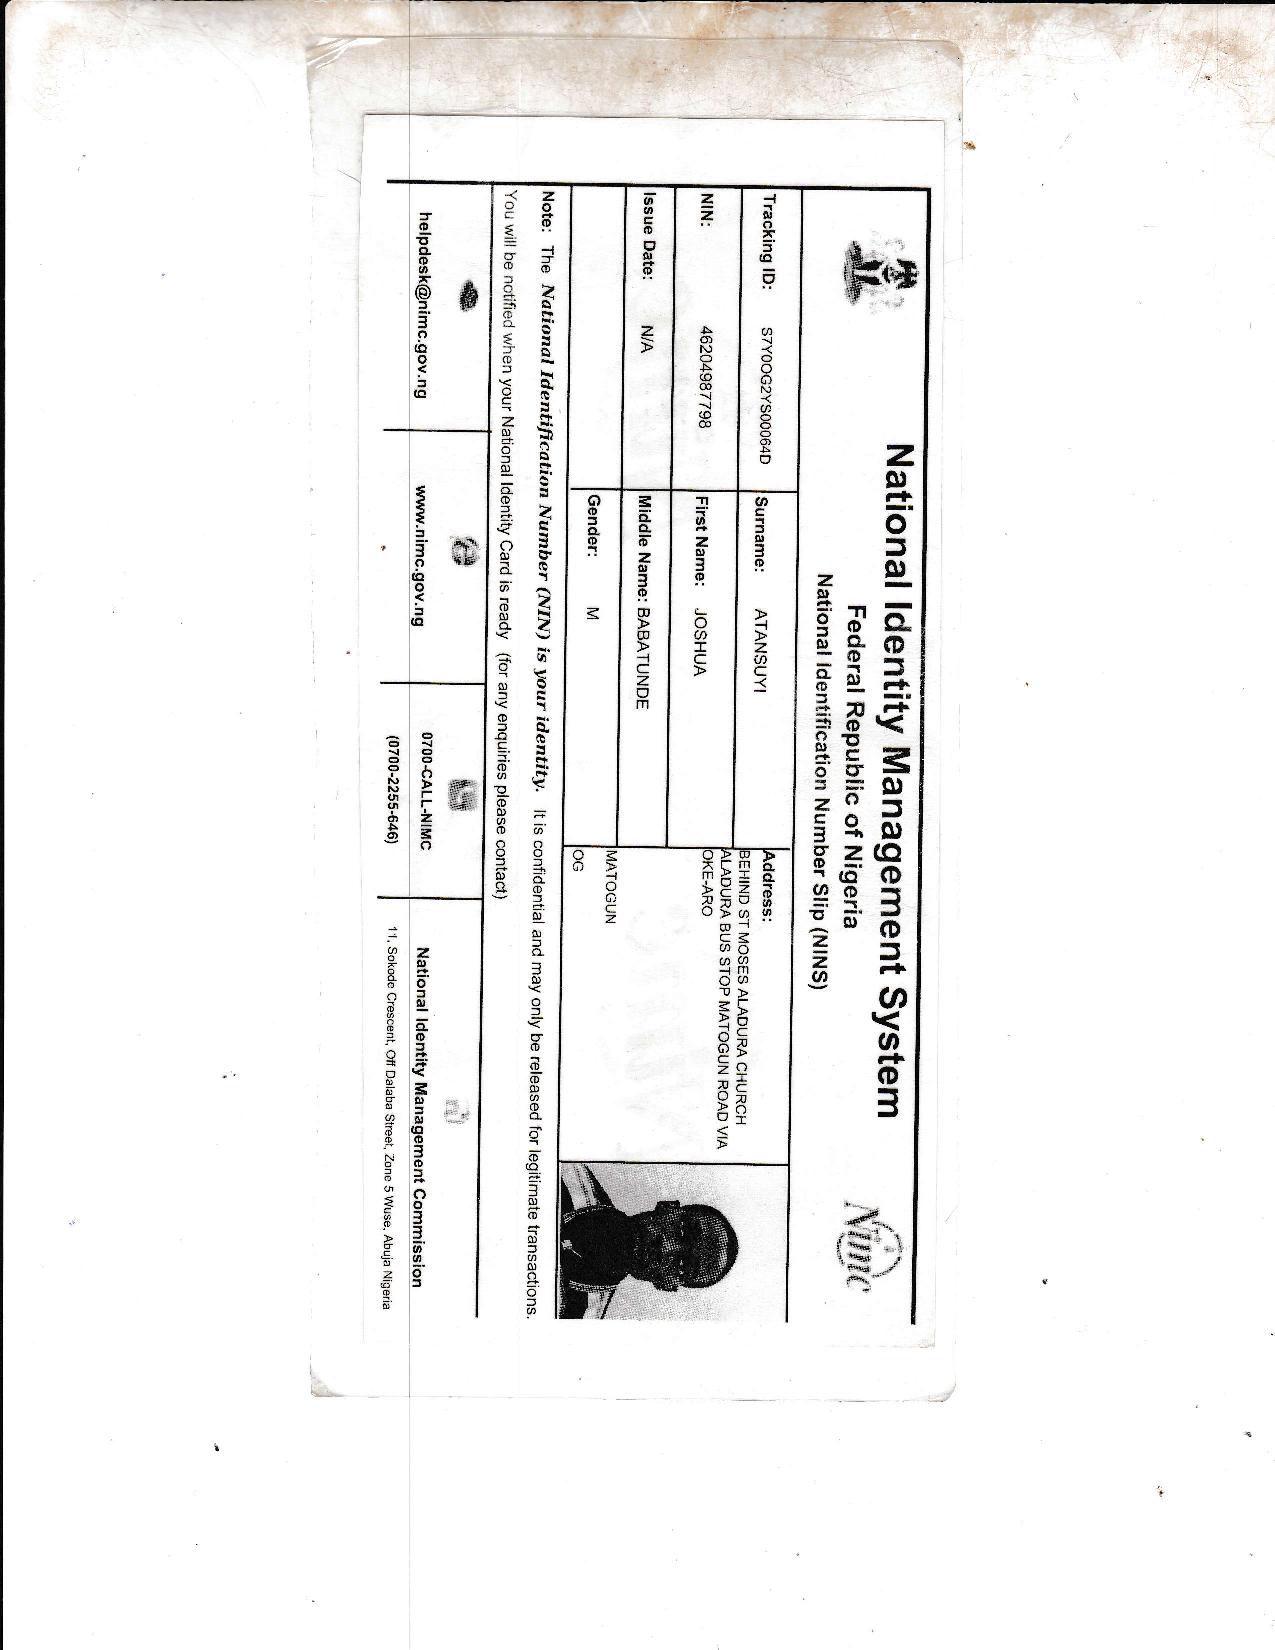 National Identity Management System
Federal Republic of Nigeria
National Identification Number Slip (NINS)
Nimc
Tracking ID: S7Y0OG2YS00064D
Surname: ATANSUYI
Address:
BEHIND ST MOSES ALADURA CHURCH
ALADURA BUS STOP MATOGUN ROAD VIA
OKE-ARO
NIN: 46204987798
First Name: JOSHUA
Issue Date: N/A
Middle Name: BABATUNDE
MATOGUN
Gender: M
OG
Note: The National Identification Number (NIN) is your identity. It is confidential and may only be released for legitimate transactions.
You will be notified when your National Identity Card is ready (for any enquiries please contact)
helpdesk@nimc.gov.ng
www.nimc.gov.ng
0700-CALL-NIMC
(0700-2255-646)
National Identity Management Commission
11, Sokode Crescent, Off Dalaba Street, Zone 5 Wuse, Abuja Nigeria